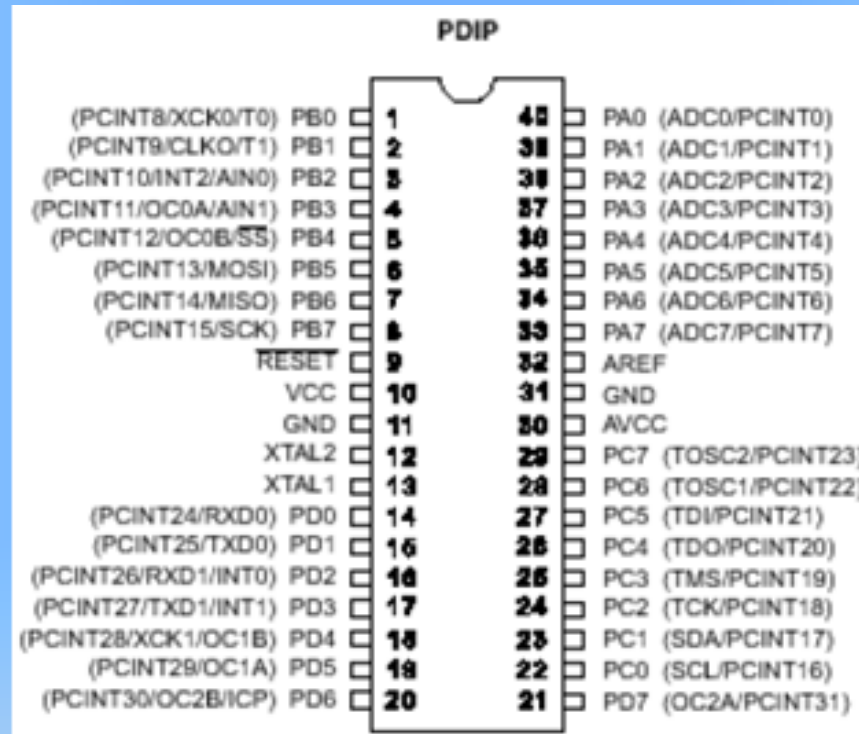 PDIP
(PCINT8/XCK0/T0) PB0 1 40 PA0 (ADC0/PCINT0)
(PCINT9/CLKO/T1) PB1 2 39 PA1 (ADC1/PCINT1)
(PCINT10/INT2/AIN0) PB2 3 38 PA2 (ADC2/PCINT2)
(PCINT11/OC0A/AIN1) PB3 4 37 PA3 (ADC3/PCINT3)
(PCINT12/OC0B/SS) PB4 5 36 PA4 (ADC4/PCINT4)
(PCINT13/MOSI) PB5 6 35 PA5 (ADC5/PCINT5)
(PCINT14/MISO) PB6 7 34 PA6 (ADC6/PCINT6)
(PCINT15/SCK) PB7 8 33 PA7 (ADC7/PCINT7)
RESET 9 32 AREF
VCC 10 31 GND
GND 11 30 AVCC
XTAL2 12 29 PC7 (TOSC2/PCINT23)
XTAL1 13 28 PC6 (TOSC1/PCINT22)
(PCINT24/RXD0) PD0 14 27 PC5 (TDI/PCINT21)
(PCINT25/TXD0) PD1 15 26 PC4 (TDO/PCINT20)
(PCINT26/RXD1/INT0) PD2 16 25 PC3 (TMS/PCINT19)
(PCINT27/TXD1/INT1) PD3 17 24 PC2 (TCK/PCINT18)
(PCINT28/XCK1/OC1B) PD4 18 23 PC1 (SDA/PCINT17)
(PCINT29/OC1A) PD5 19 22 PC0 (SCL/PCINT16)
(PCINT30/OC2B/ICP) PD6 20 21 PD7 (OC2A/PCINT31)